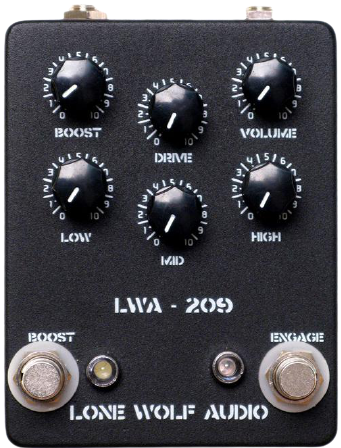 BOOST
DRIVE
VOLUME
LOW
MID
HIGH
LWA - 209
BOOST
ENGAGE
LONE WOLF AUDIO